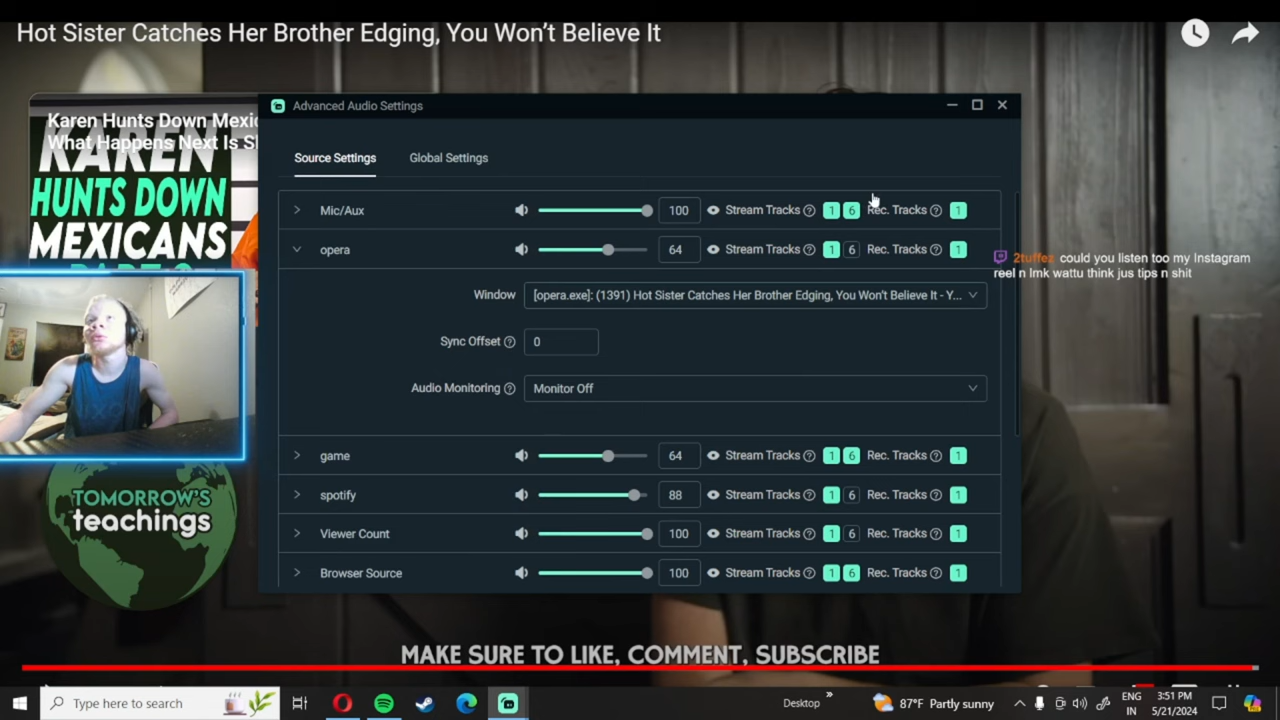 Hot Sister Catches Her Brother Edging, You Won’t Believe It
Karen Hunts Down Mexic
What Happens Next Is S
KAREN
HUNTS DOWN
MEXICANS
Advanced Audio Settings
Source Settings
Global Settings
Mic/Aux 100 Stream Tracks 1 6 Rec. Tracks 1
opera 64 Stream Tracks 1 6 Rec. Tracks 1
Window [opera.exe]: (1391) Hot Sister Catches Her Brother Edging, You Won't Believe It - Y...
Sync Offset 0
Audio Monitoring Monitor Off
game 64 Stream Tracks 1 6 Rec. Tracks 1
spotify 88 Stream Tracks 1 6 Rec. Tracks 1
Viewer Count 100 Stream Tracks 1 6 Rec. Tracks 1
Browser Source 100 Stream Tracks 1 6 Rec. Tracks 1
2tuffez could you listen too my Instagram
reel n lmk wattu think jus tips n shit
TOMORROW'S
teachings
MAKE SURE TO LIKE, COMMENT, SUBSCRIBE
Type here to search
Desktop
87°F Partly sunny
ENG
IN
3:51 PM
5/21/2024